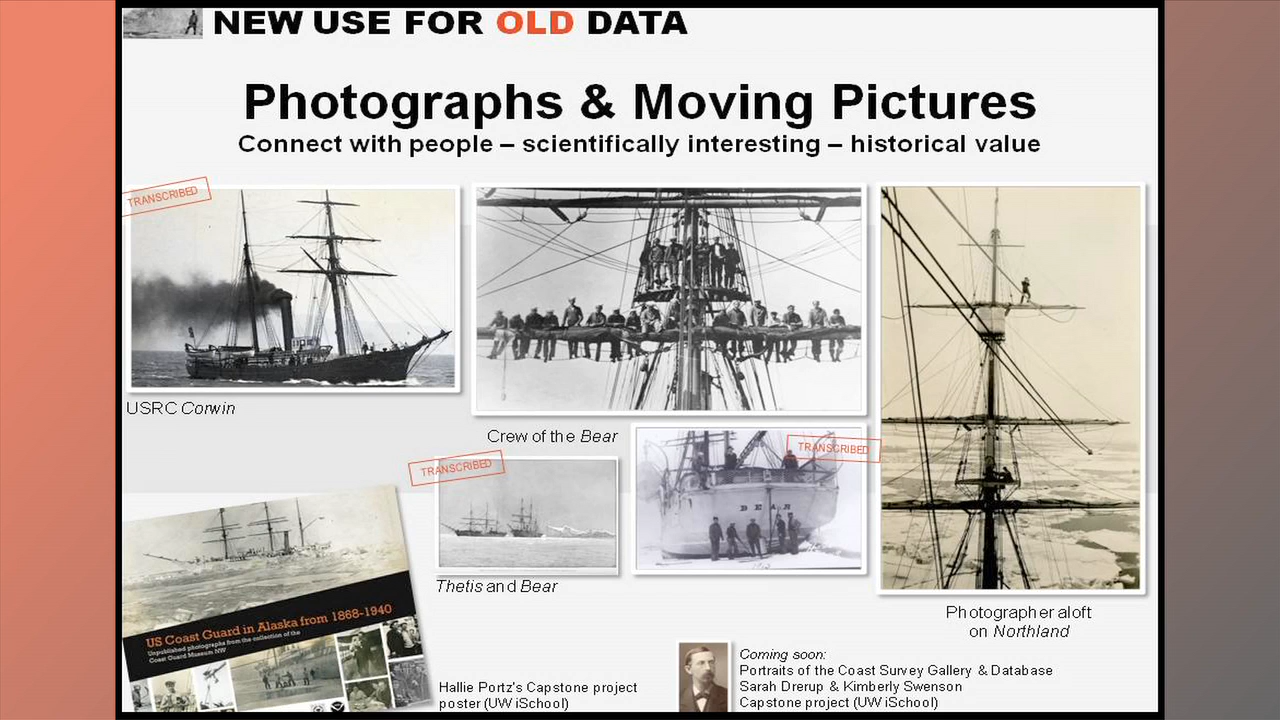 NEW USE FOR OLD DATA
Photographs & Moving Pictures
Connect with people – scientifically interesting – historical value
TRANSCRIBED
USRC Corwin
Crew of the Bear
TRANSCRIBED
TRANSCRIBED
BEAR
Thetis and Bear
Photographer aloft
on Northland
US Coast Guard in Alaska from 1868-1940
Unpublished photographs from the collection of the
Coast Guard Museum NW
Hallie Portz's Capstone project
poster (UW iSchool)
Coming soon:
Portraits of the Coast Survey Gallery & Database
Sarah Drerup & Kimberly Swenson
Capstone project (UW iSchool)